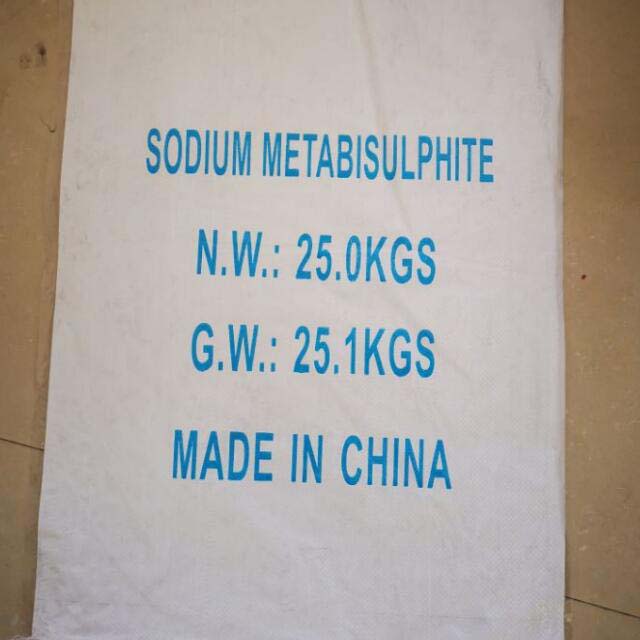 SODIUM METABISULPHITE
N.W.: 25.0KGS
G.W.: 25.1KGS
MADE IN CHINA